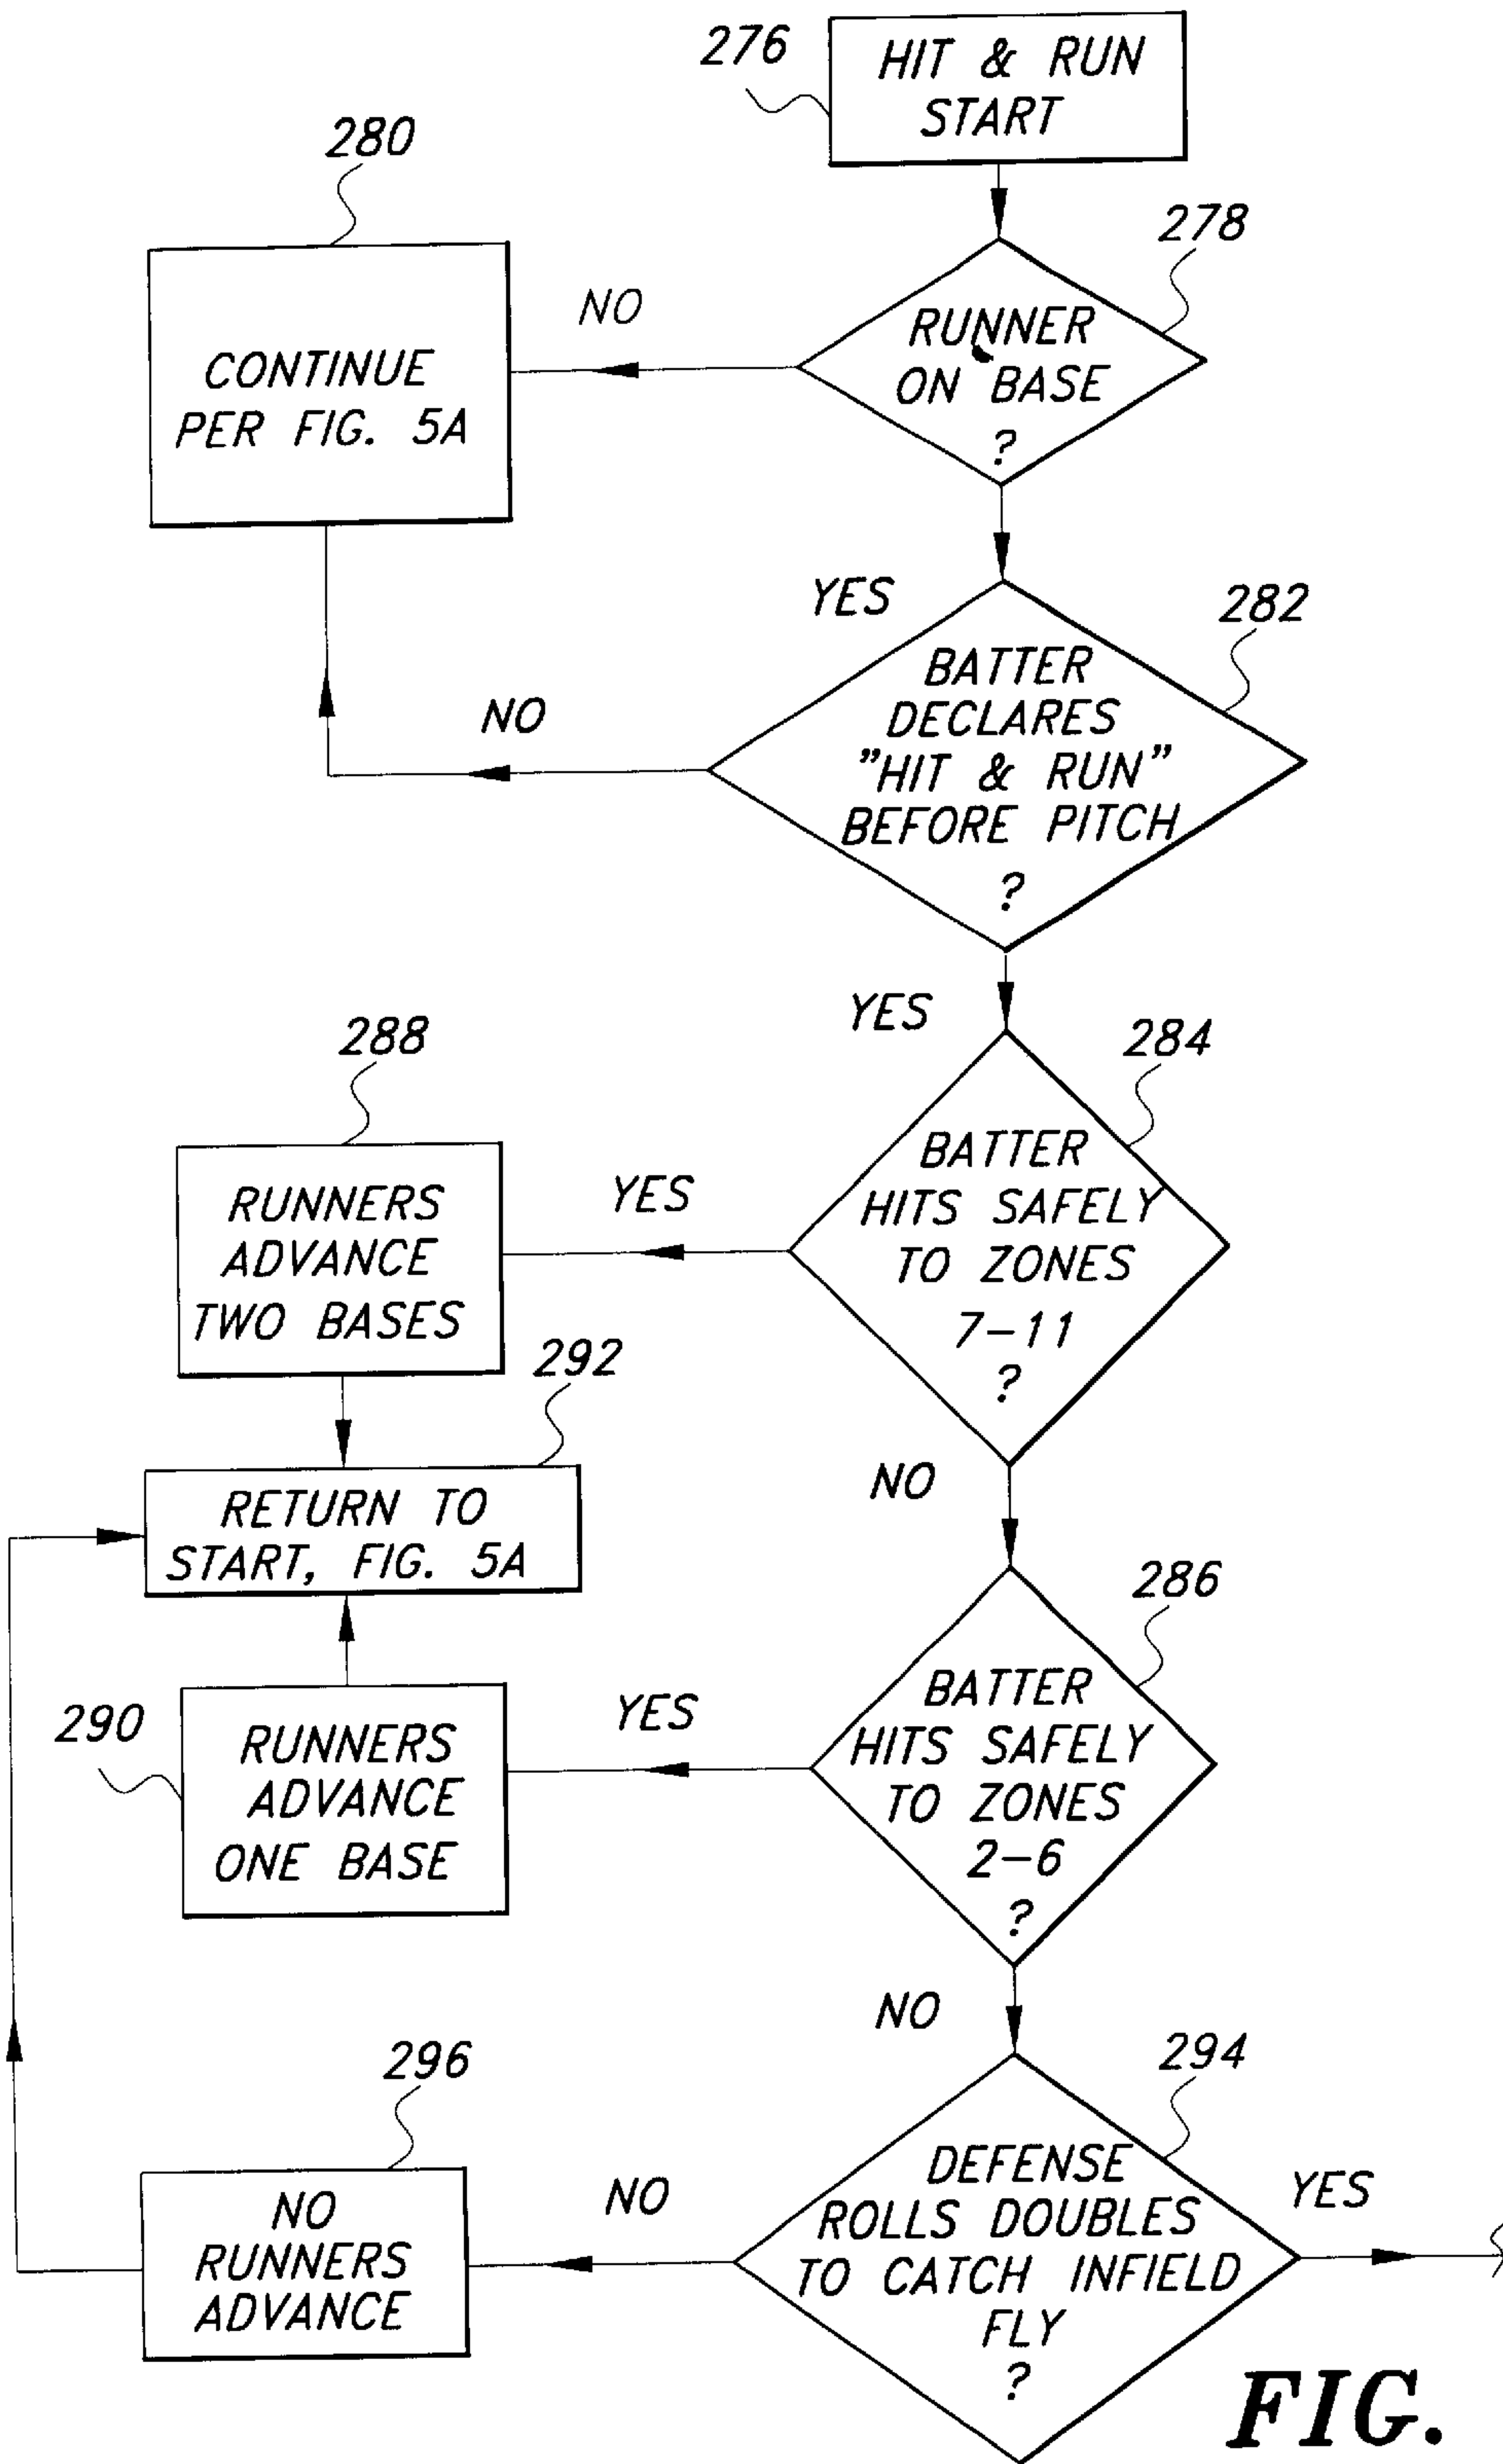 276
HIT & RUN
START
280
278
NO
RUNNER
ON BASE
?
CONTINUE
PER FIG. 5A
YES
282
BATTER
DECLARES
"HIT & RUN"
BEFORE PITCH
?
NO
YES
288
284
BATTER
HITS SAFELY
TO ZONES
7-11
?
YES
RUNNERS
ADVANCE
TWO BASES
292
RETURN TO
START, FIG. 5A
NO
286
BATTER
HITS SAFELY
TO ZONES
2-6
?
YES
290
RUNNERS
ADVANCE
ONE BASE
NO
296
294
DEFENSE
ROLLS DOUBLES
TO CATCH INFIELD
FLY
?
YES
NO
NO
RUNNERS
ADVANCE
FIG.